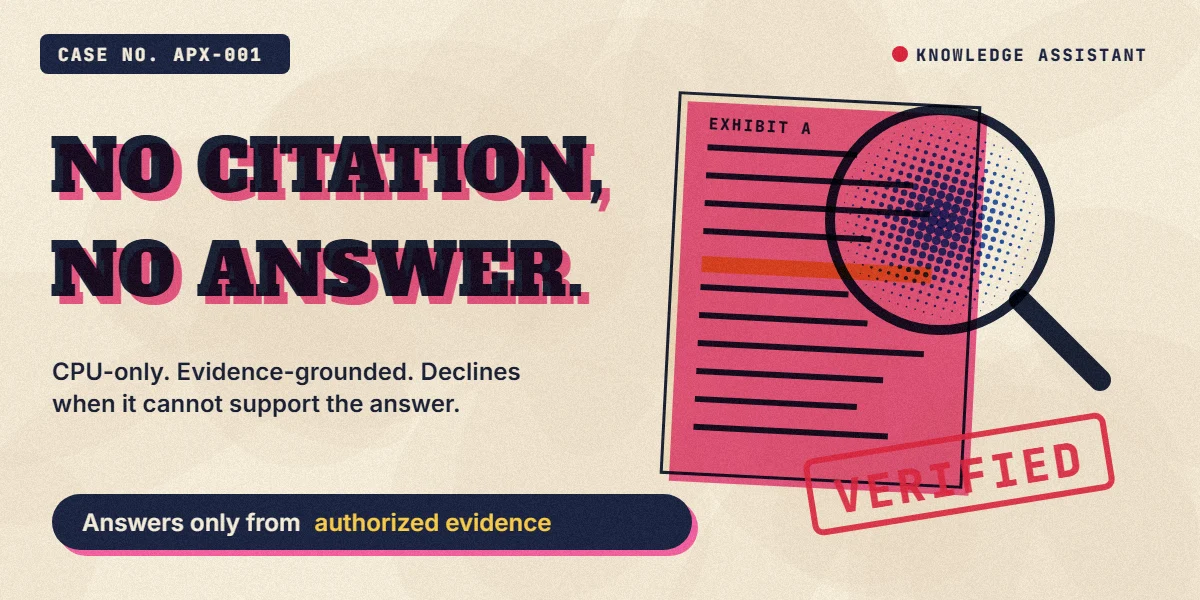 CASE NO. APX-001
KNOWLEDGE ASSISTANT
NO CITATION,
NO ANSWER.
CPU-only. Evidence-grounded. Declines
when it cannot support the answer.
Answers only from authorized evidence
EXHIBIT A
VERIFIED